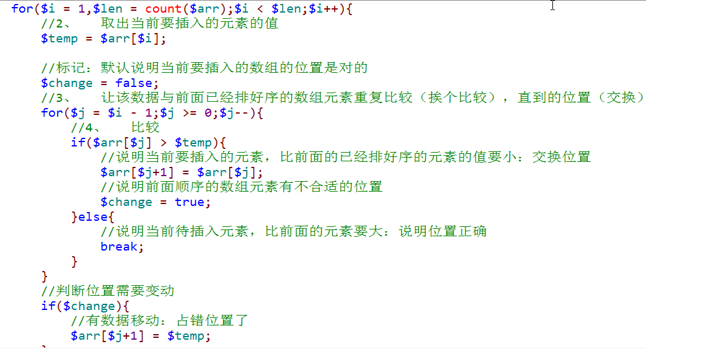 for($i = 1,$len = count($arr);$i < $len;$i++){
//2、 取出当前要插入的元素的值
$temp = $arr[$i];
//标记：默认说明当前要插入的数组的位置是对的
$change = false;
//3、 让该数据与前面已经排好序的数组元素重复比较（挨个比较），直到的位置（交换）
for($j = $i - 1;$j >= 0;$j--){
//4、 比较
if($arr[$j] > $temp){
//说明当前要插入的元素，比前面的已经排好序的元素的值要小：交换位置
$arr[$j+1] = $arr[$j];
//说明前面顺序的数组元素有不合适的位置
$change = true;
}else{
//说明当前待插入元素，比前面的元素要大：说明位置正确
break;
}
}
//判断位置需要变动
if($change){
//有数据移动：占错位置了
$arr[$j+1] = $temp;